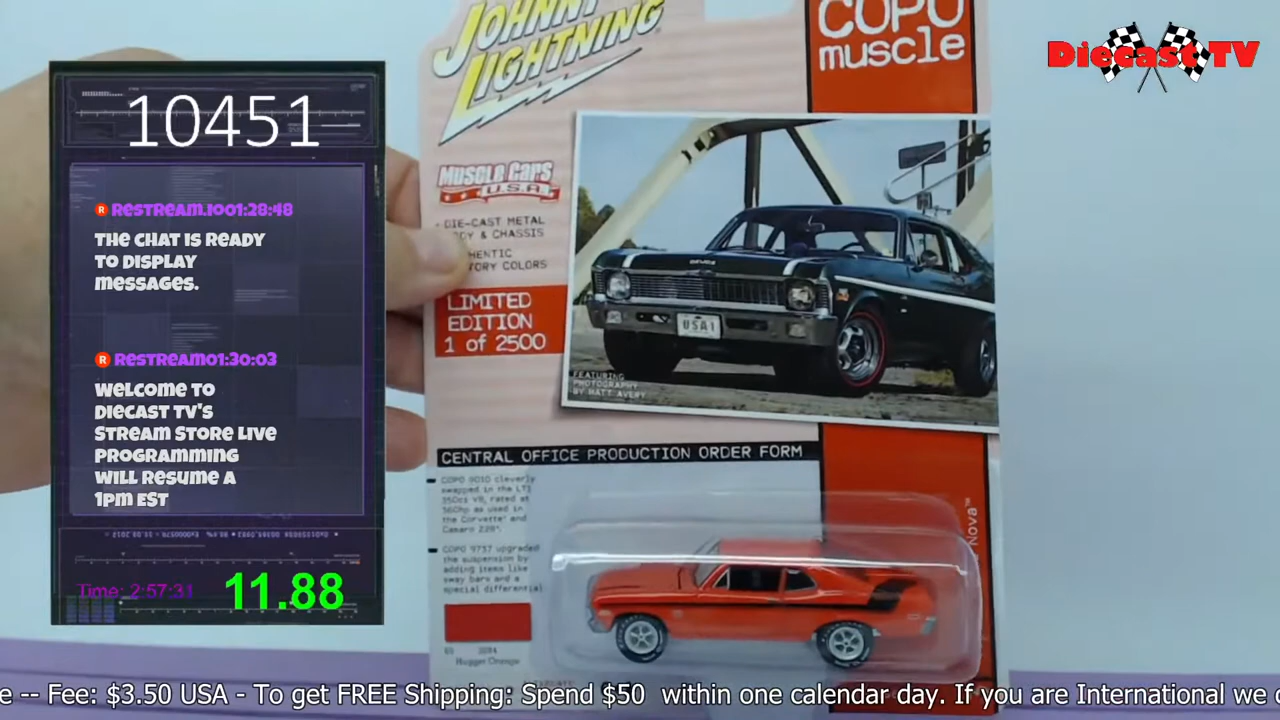 10451
Restream.io01:28:48
The chat is ready
to display
messages.
Restream01:30:03
Welcome to
Diecast TV's
Stream Store Live
Programming
will resume a
1pm EST
Time: 2:57:31
11.88
JOHNNY
LIGHTNING
COPO
muscle
Diecast TV
MUSCLE CARS
U.S.A.
DIE-CAST METAL
& CHASSIS
COLORS
LIMITED
EDITION
1 of 2500
USA1
FEATURING
PHOTOGRAPHY
BY MATT AVERY
CENTRAL OFFICE PRODUCTION ORDER FORM
COPO 9010 cleverly
swapped in the LT1
350ci V8, rated at
360hp as used in
the Corvette and
Camaro Z28.
COPO 9737 upgraded
the suspension by
adding items like
sway bars and a
special differential
Hugger Orange
Nova™
e -- Fee: $3.50 USA - To get FREE Shipping: Spend $50 within one calendar day. If you are International we